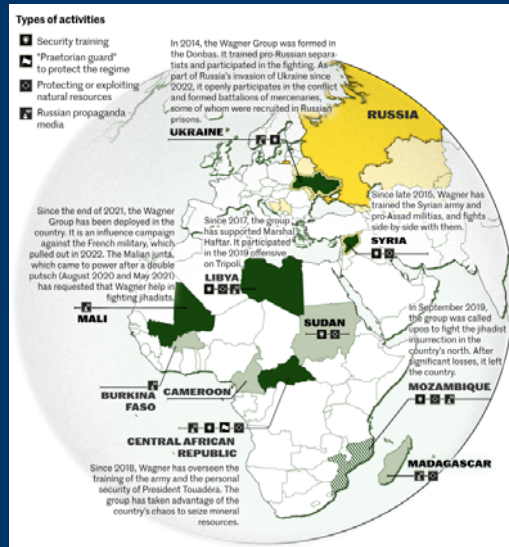 Types of activities
Security training
"Praetorian guard"
to protect the regime
Protecting or exploiting
natural resources
Russian propaganda
media
In 2014, the Wagner Group was formed in
the Donbas. It trained pro-Russian separa-
tists and participated in the fighting. As
part of Russia's invasion of Ukraine since
2022, it openly participates in the conflict
and formed battalions of mercenaries,
some of whom were recruited in Russian
prisons.
UKRAINE
RUSSIA
Since late 2015, Wagner has
trained the Syrian army and
pro-Assad militias, and fights
side-by-side with them.
SYRIA
Since the end of 2021, the Wagner
Group has been deployed in the
country. It is an influence campaign
against the French military, which
pulled out in 2022. The Malian junta,
which came to power after a double
putsch (August 2020 and May 2021)
has requested that Wagner help in
fighting jihadists.
MALI
Since 2017, the group
has supported Marshal
Haftar. It participated
in the 2019 offensive
on Tripoli.
LIBYA
SUDAN
In September 2019,
the group was called
upos to fight the jihadist
insurrection in the
country's north. After
significant losses, it left
the country.
MOZAMBIQUE
BURKINA
FASO
CAMEROON
CENTRAL AFRICAN
REPUBLIC
Since 2018, Wagner has overseen the
training of the army and the personal
security of President Touadéra. The
group has taken advantage of the
country's chaos to seize mineral
resources.
MADAGASCAR